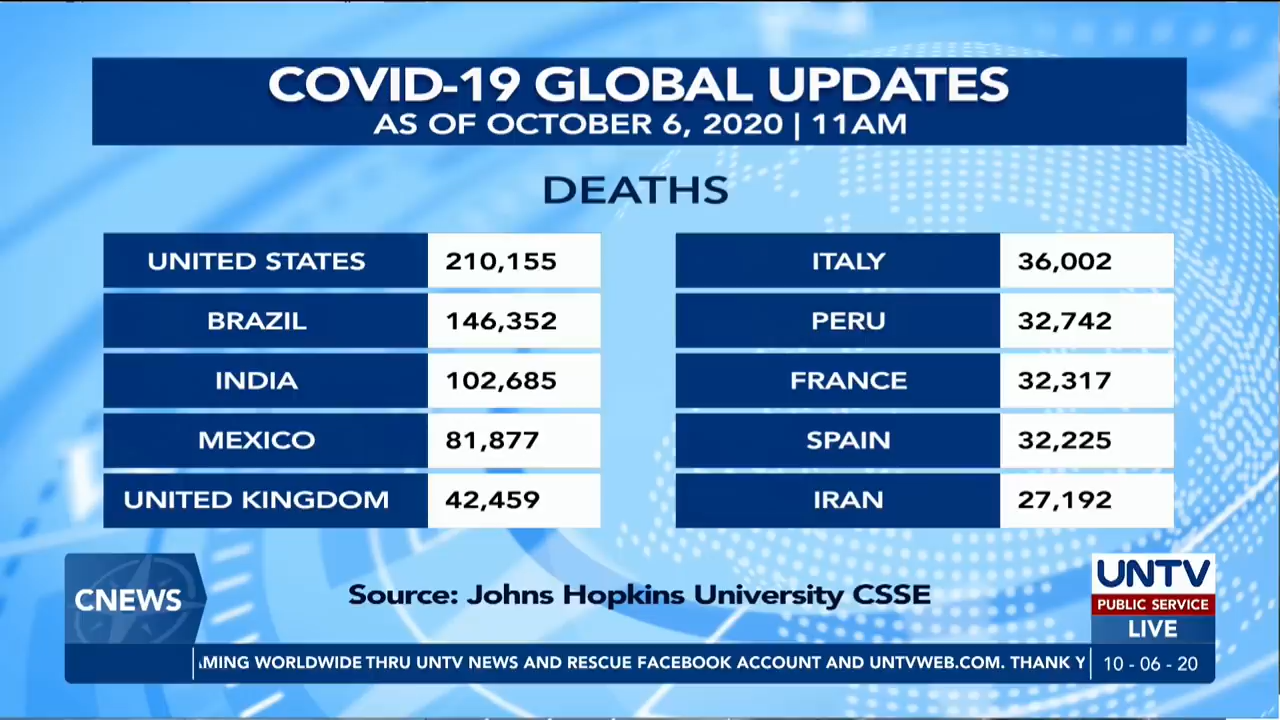 COVID-19 GLOBAL UPDATES
AS OF OCTOBER 6, 2020 | 11AM
DEATHS
UNITED STATES 210,155
BRAZIL 146,352
INDIA 102,685
MEXICO 81,877
UNITED KINGDOM 42,459
ITALY 36,002
PERU 32,742
FRANCE 32,317
SPAIN 32,225
IRAN 27,192
Source: Johns Hopkins University CSSE
CNEWS
UNTV
PUBLIC SERVICE
LIVE
AMING WORLDWIDE THRU UNTV NEWS AND RESCUE FACEBOOK ACCOUNT AND UNTVWEB.COM. THANK Y
10 - 06 - 20